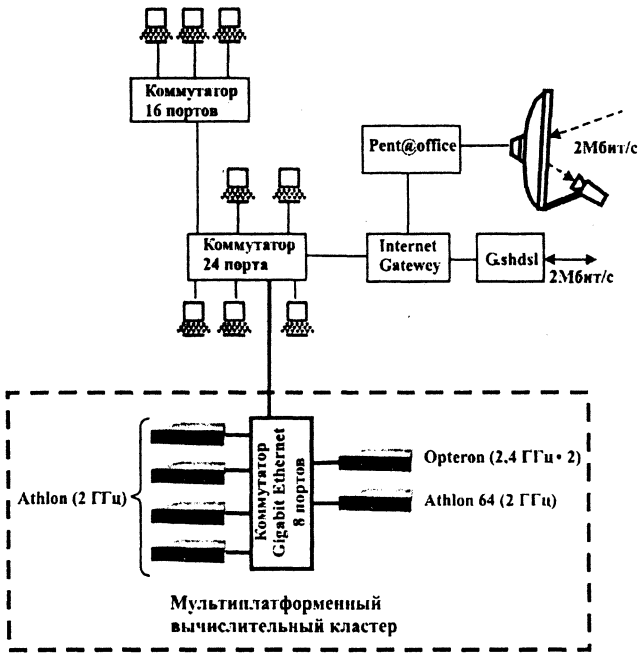 Коммутатор
16 портов
Pent@office
2Мбит/с
Коммутатор
24 порта
Internet
Gatewey
G.shdsl
2Мбит/с
Athlon (2 ГГц)
Коммутатор
Gigabit Ethernet
8 портов
Opteron (2,4 ГГц • 2)
Athlon 64 (2 ГГц)
Мультиплатформенный
вычислительный кластер